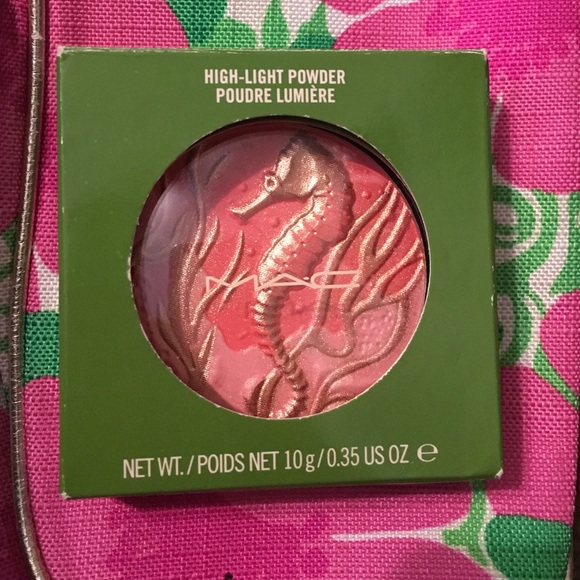 HIGH-LIGHT POWDER
POUDRE LUMIÈRE
MAC
NET WT./POIDS NET 10 g/0.35 US OZ ℮